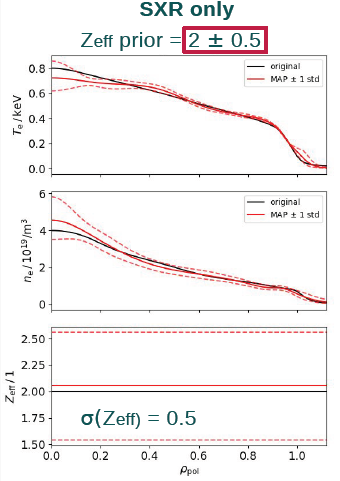 SXR only
Zeff prior = 2 ± 0.5
0.8
0.6
0.4
0.2
0.0
Te / keV
original
MAP ± 1 std
6
4
2
0
ne / 10¹⁹/m³
original
MAP ± 1 std
2.50
2.25
2.00
1.75
1.50
Zeff / 1
σ(Zeff) = 0.5
0.0 0.2 0.4 0.6 0.8 1.0
ρpol